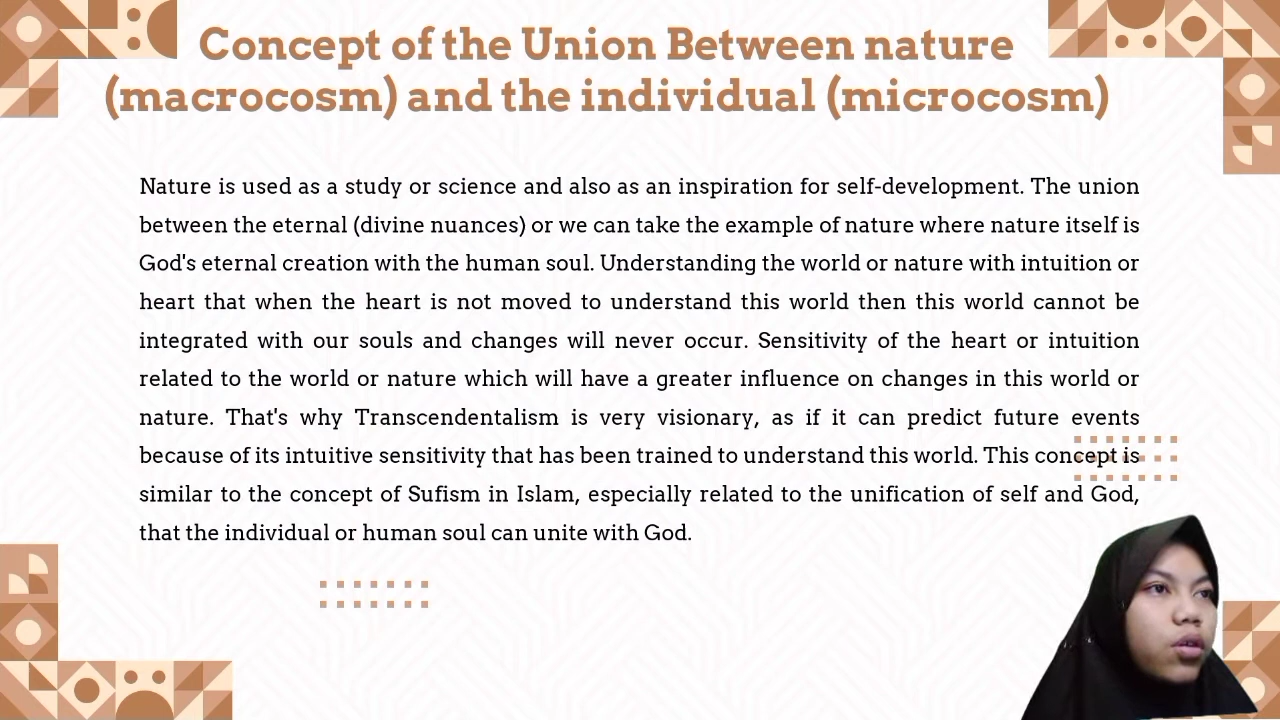 Concept of the Union Between nature
(macrocosm) and the individual (microcosm)
Nature is used as a study or science and also as an inspiration for self-development. The union
between the eternal (divine nuances) or we can take the example of nature where nature itself is
God's eternal creation with the human soul. Understanding the world or nature with intuition or
heart that when the heart is not moved to understand this world then this world cannot be
integrated with our souls and changes will never occur. Sensitivity of the heart or intuition
related to the world or nature which will have a greater influence on changes in this world or
nature. That's why Transcendentalism is very visionary, as if it can predict future events
because of its intuitive sensitivity that has been trained to understand this world. This concept is
similar to the concept of Sufism in Islam, especially related to the unification of self and God,
that the individual or human soul can unite with God.